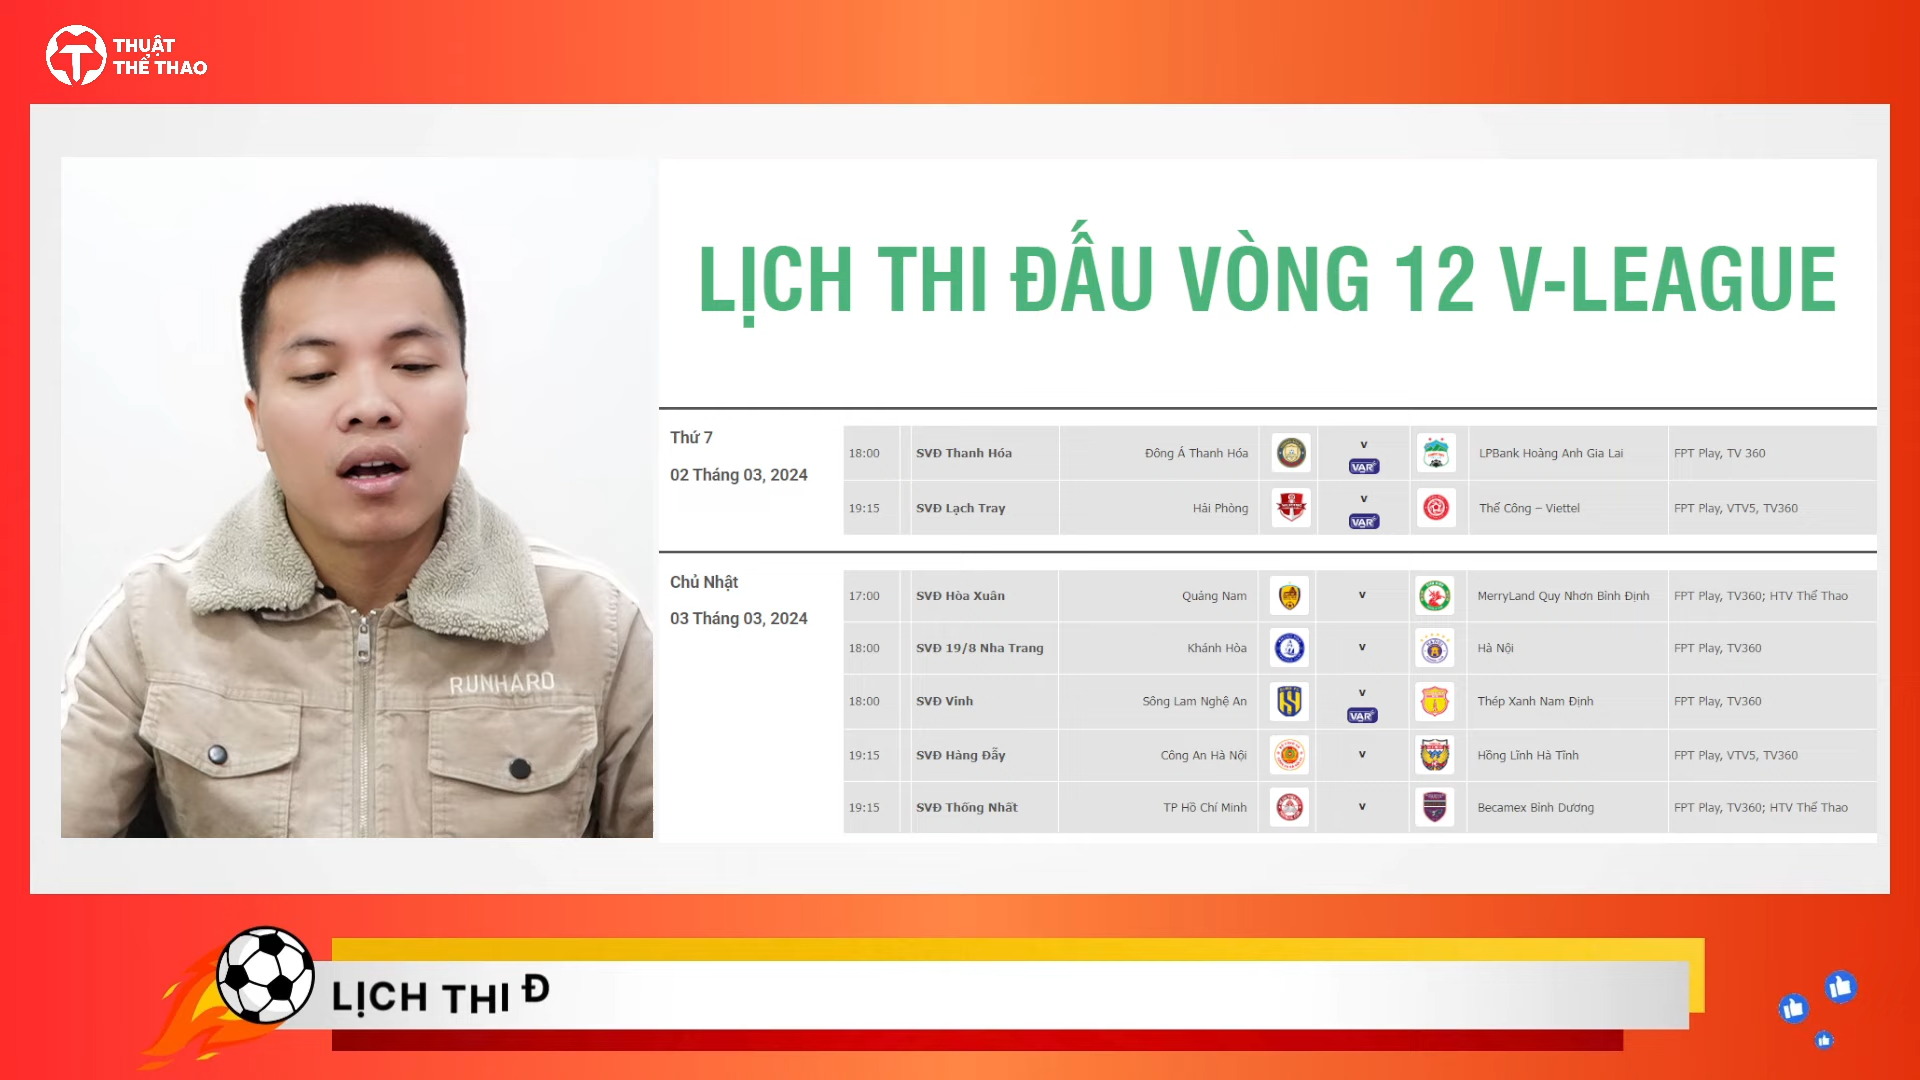 THUẬT
THỂ THAO
LỊCH THI ĐẤU VÒNG 12 V-LEAGUE
Thứ 7
02 Tháng 03, 2024
18:00 SVĐ Thanh Hóa Đông Á Thanh Hóa v VAR LPBank Hoàng Anh Gia Lai FPT Play, TV 360
19:15 SVĐ Lạch Tray Hải Phòng v VAR Thể Công – Viettel FPT Play, VTV5, TV360
Chủ Nhật
03 Tháng 03, 2024
17:00 SVĐ Hòa Xuân Quảng Nam v MerryLand Quy Nhơn Bình Định FPT Play, TV360; HTV Thể Thao
18:00 SVĐ 19/8 Nha Trang Khánh Hòa v Hà Nội FPT Play, TV360
18:00 SVĐ Vinh Sông Lam Nghệ An v VAR Thép Xanh Nam Định FPT Play, TV360
19:15 SVĐ Hàng Đẫy Công An Hà Nội v Hồng Lĩnh Hà Tĩnh FPT Play, VTV5, TV360
19:15 SVĐ Thống Nhất TP Hồ Chí Minh v Becamex Bình Dương FPT Play, TV360; HTV Thể Thao
RUNHARD
LỊCH THI Đ